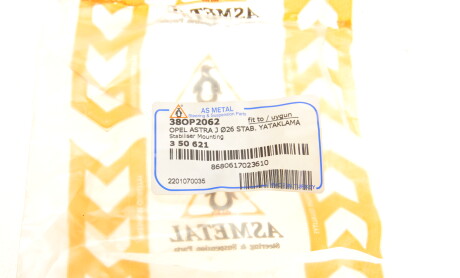 ASMETAL
AS METAL
Steering & Suspension Parts
38OP2062 fit to / uygun
OPEL ASTRA J Ø26 STAB. YATAKLAMA
Stabiliser Mounting
3 50 621
8680617023610
2201070035
ASMETAL
Steering & Suspension Parts